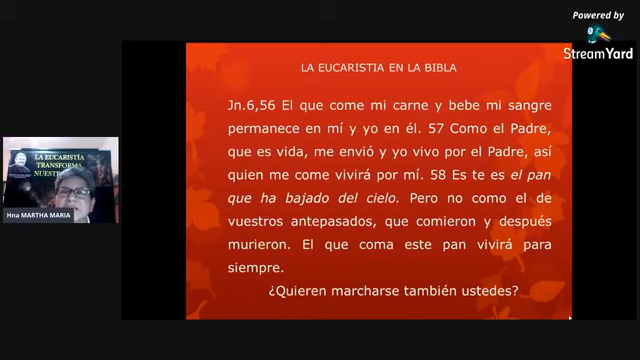 Powered by
StreamYard
LA EUCARISTIA EN LA BIBLA
Jn.6,56 El que come mi carne y bebe mi sangre
permanece en mí y yo en él. 57 Como el Padre,
que es vida, me envió y yo vivo por el Padre, así
quien me come vivirá por mí. 58 Es te es el pan
que ha bajado del cielo. Pero no como el de
vuestros antepasados, que comieron y después
murieron. El que coma este pan vivirá para
siempre.
¿Quieren marcharse también ustedes?
LA EUCARISTÍA
TRANSFORMA
Hna MARTHA MARIA